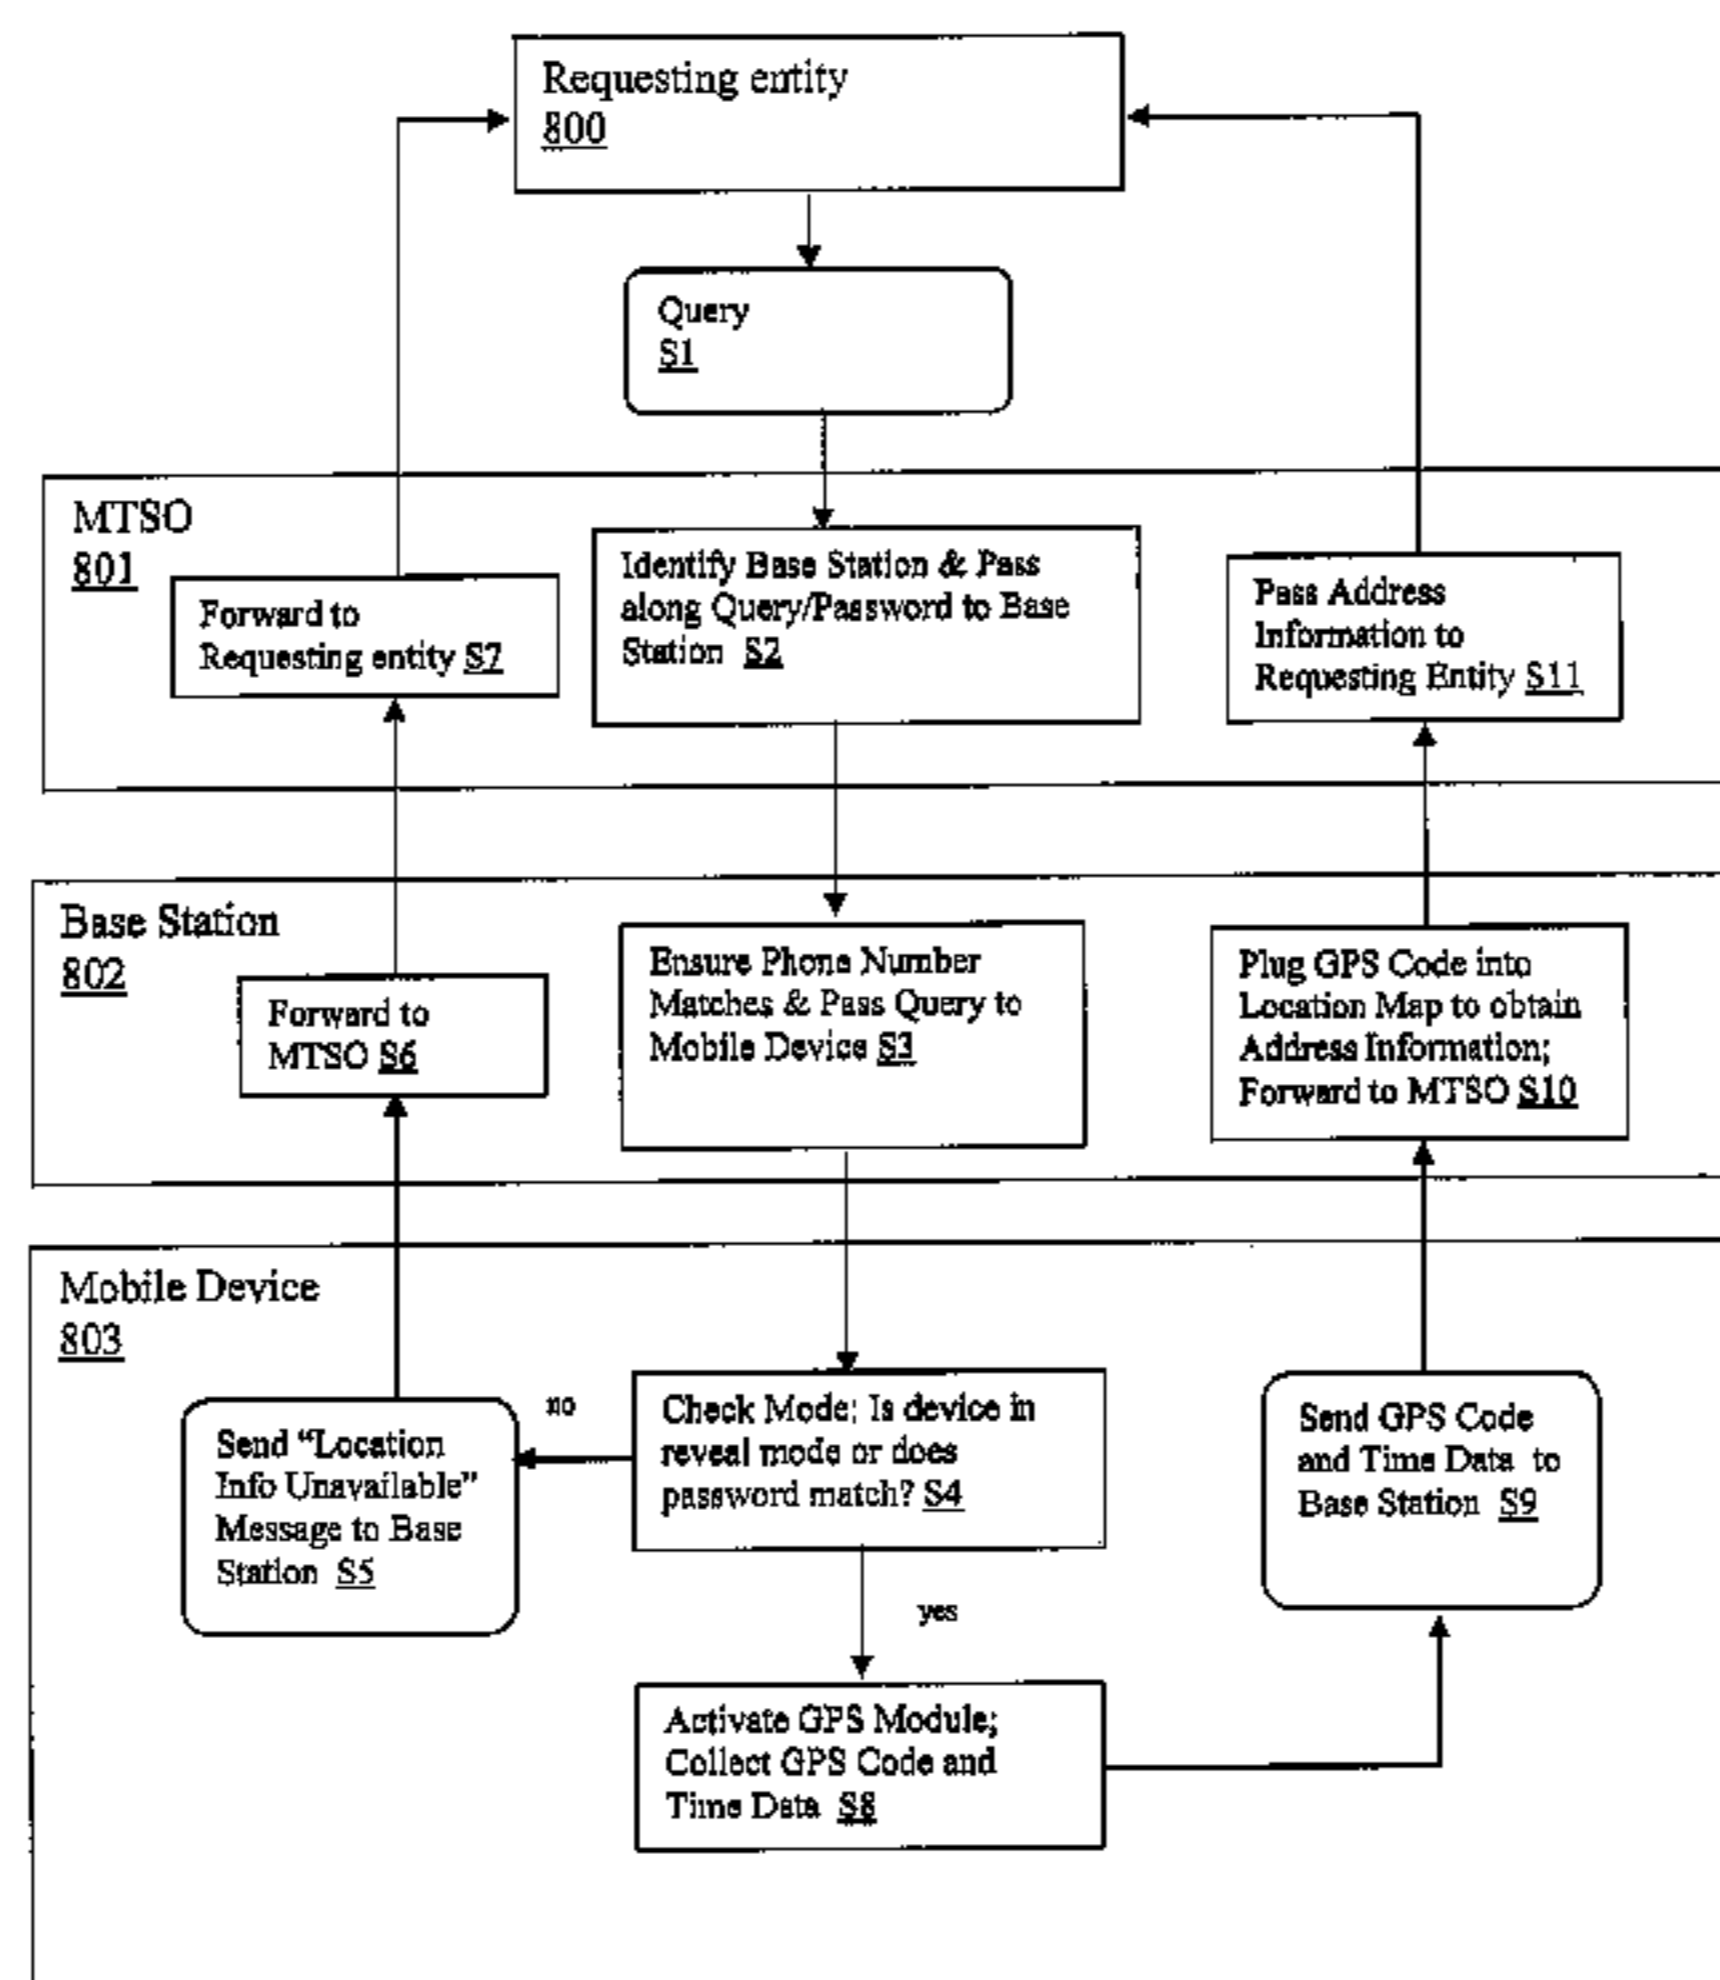 Requesting entity
800
Query
S1
MTSO
801
Forward to
Requesting entity S7
Identify Base Station & Pass
along Query/Password to Base
Station S2
Pass Address
Information to
Requesting Entity S11
Base Station
802
Forward to
MTSO S6
Ensure Phone Number
Matches & Pass Query to
Mobile Device S3
Plug GPS Code into
Location Map to obtain
Address Information;
Forward to MTSO S10
Mobile Device
803
Send “Location
Info Unavailable”
Message to Base
Station S5
no
Check Mode; Is device in
reveal mode or does
password match? S4
yes
Send GPS Code
and Time Data to
Base Station S9
Activate GPS Module;
Collect GPS Code and
Time Data S8